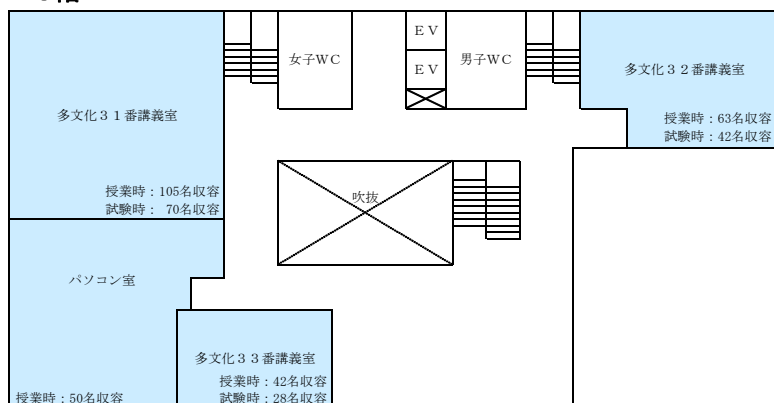 女子ＷＣ
ＥＶ
ＥＶ
男子ＷＣ
多文化３１番講義室
授業時：105名収容
試験時： 70名収容
多文化３２番講義室
授業時：63名収容
試験時：42名収容
吹抜
パソコン室
授業時：50名収容
多文化３３番講義室
授業時：42名収容
試験時：28名収容